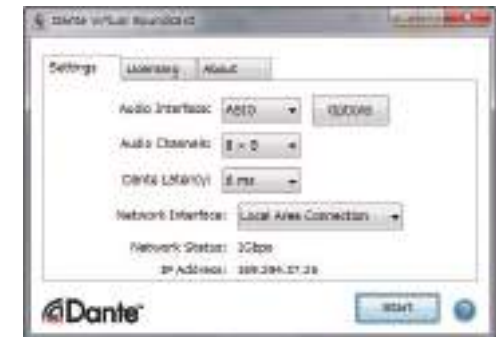 Dante Virtual Soundcard
Settings Licensing About
Audio Interface: ASIO Options
Audio Channels: 8 × 8
Dante Latency: 6 ms
Network Interface: Local Area Connection
Network Status: 1Gbps
IP Address:
Dante Start ?